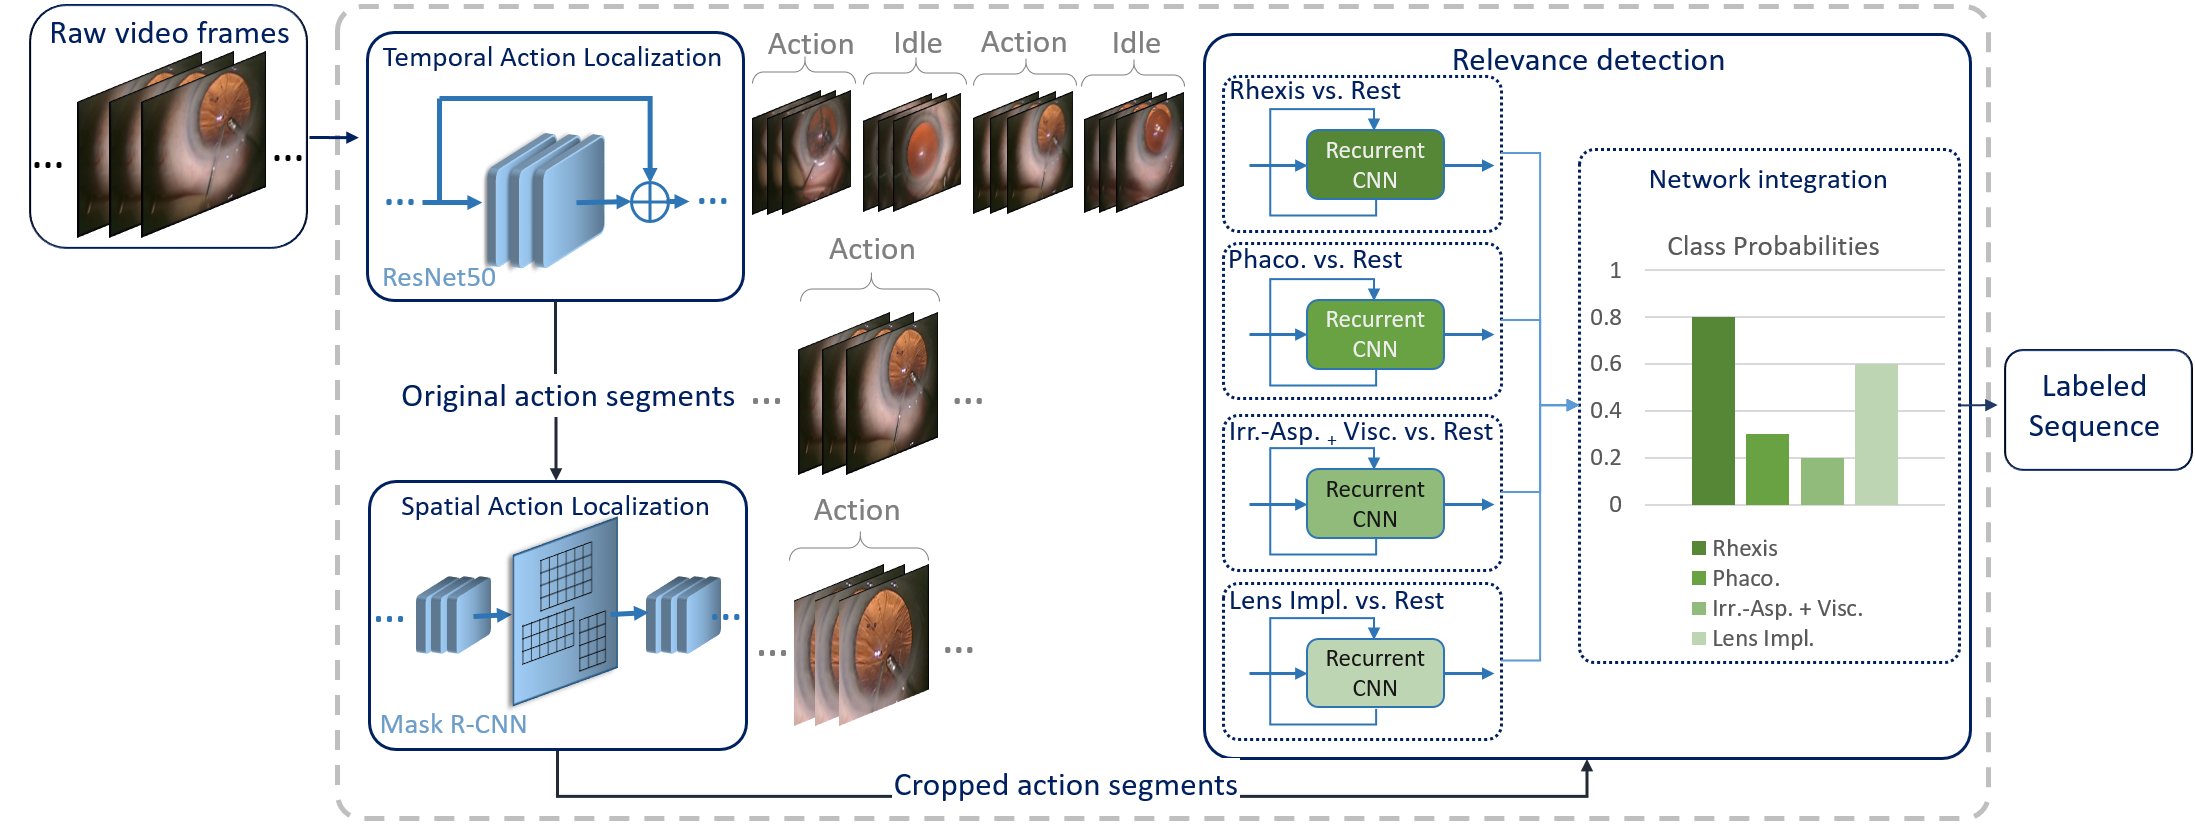 Raw video frames
...
...
Temporal Action Localization
...
...
ResNet50
Action
Idle
Action
Idle
Action
Original action segments
...
...
Spatial Action Localization
...
...
Mask R-CNN
Action
...
...
Cropped action segments
Relevance detection
Rhexis vs. Rest
Recurrent
CNN
Phaco. vs. Rest
Recurrent
CNN
Irr.-Asp. + Visc. vs. Rest
Recurrent
CNN
Lens Impl. vs. Rest
Recurrent
CNN
Network integration
Class Probabilities
1
0.8
0.6
0.4
0.2
0
Rhexis
Phaco.
Irr.-Asp. + Visc.
Lens Impl.
Labeled
Sequence